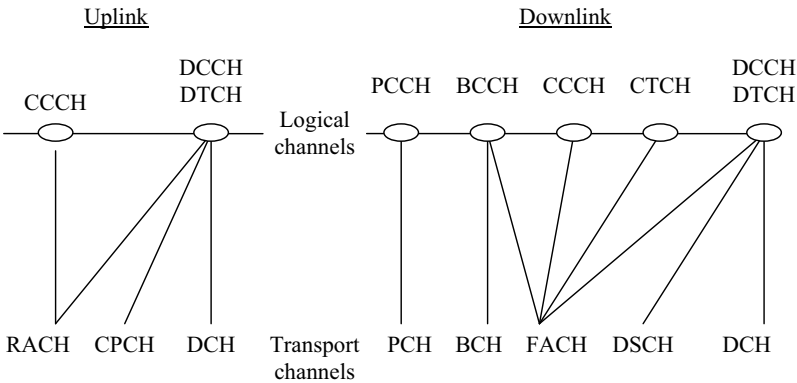 Uplink
Downlink
CCCH
DCCH
DTCH
Logical
channels
PCCH
BCCH
CCCH
CTCH
DCCH
DTCH
RACH
CPCH
DCH
Transport
channels
PCH
BCH
FACH
DSCH
DCH